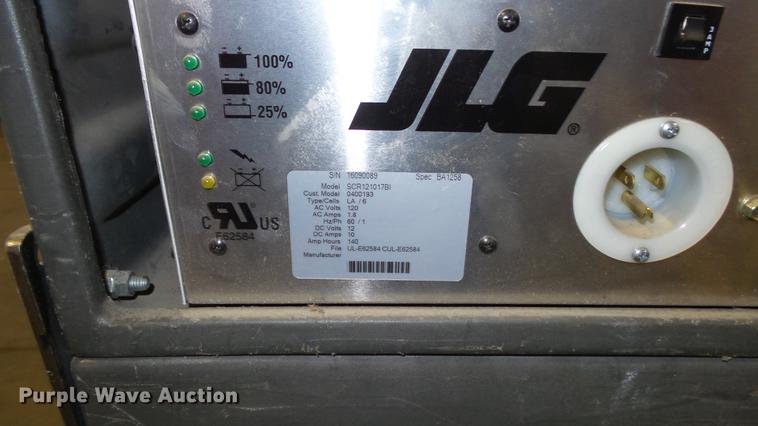 100%
80%
25%
JLG
®
S/N 16090089 Spec BA1258
Model SCR121017BI
Cust. Model 0400193
Type/Cells LA / 6
AC Volts 120
AC Amps 1.8
Hz/Ph 60 / 1
DC Volts 12
DC Amps 10
Amp Hours 140
File UL-E62584 CUL-E62584
Manufacturer
C RU US
E62584
Purple Wave Auction